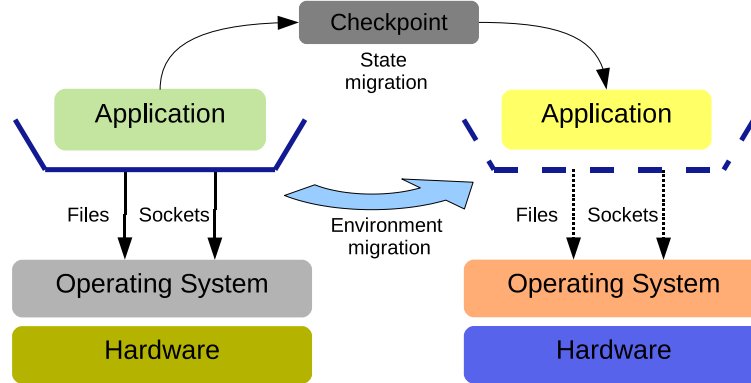 Checkpoint
State
migration
Application
Application
Files
Sockets
Environment
migration
Files
Sockets
Operating System
Operating System
Hardware
Hardware